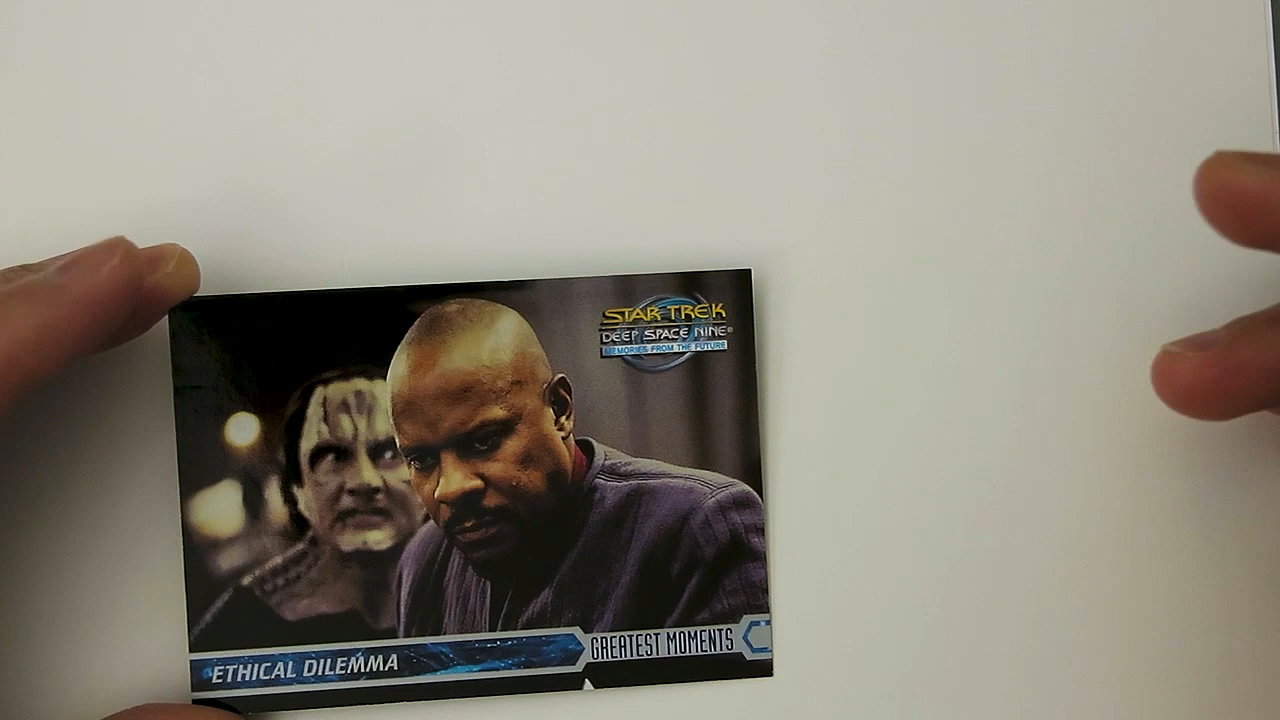 STAR TREK
DEEP SPACE NINE®
MEMORIES FROM THE FUTURE
GREATEST MOMENTS
ETHICAL DILEMMA